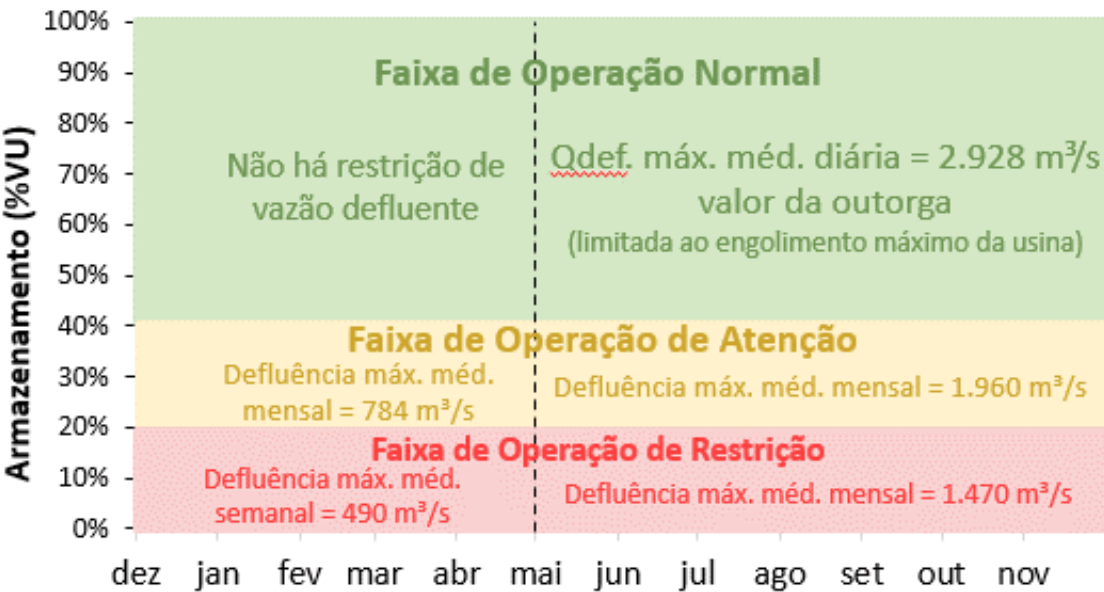 100%
90%
80%
70%
60%
50%
40%
30%
20%
10%
0%
Armazenamento (%VU)
Faixa de Operação Normal
Não há restrição de
vazão defluente
Qdef. máx. méd. diária = 2.928 m³/s
valor da outorga
(limitada ao engolimento máximo da usina)
Faixa de Operação de Atenção
Defluência máx. méd.
mensal = 784 m³/s
Defluência máx. méd. mensal = 1.960 m³/s
Faixa de Operação de Restrição
Defluência máx. méd.
semanal = 490 m³/s
Defluência máx. méd. mensal = 1.470 m³/s
dez jan fev mar abr mai jun jul ago set out nov